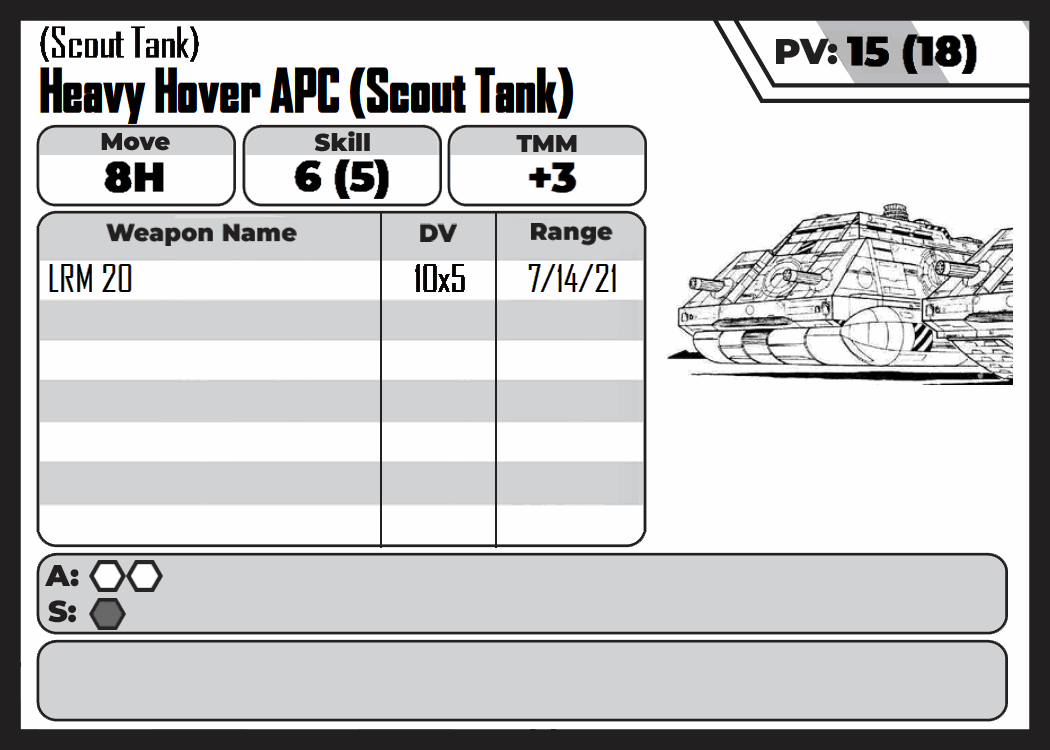 (Scout Tank)
Heavy Hover APC (Scout Tank)
PV: 15 (18)
Move Skill TMM
8H 6 (5) +3
Weapon Name DV Range
LRM 20 10x5 7/14/21
A:
S: